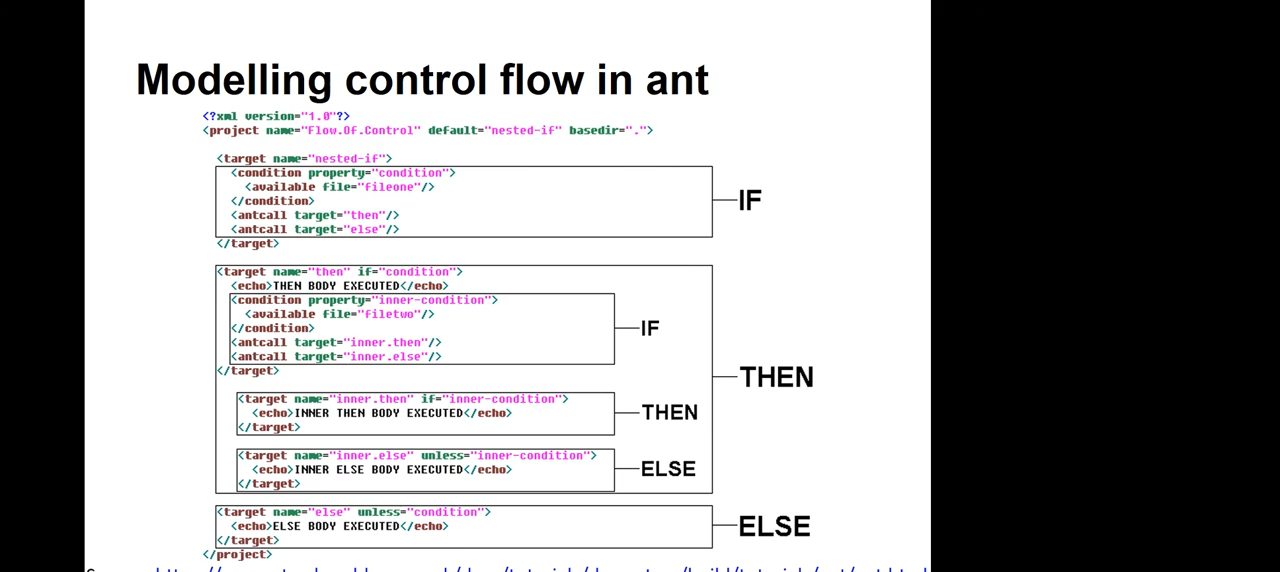 Modelling control flow in ant
<?xml version="1.0"?>
<project name="Flow.Of.Control" default="nested-if" basedir=".">
<target name="nested-if">
<condition property="condition">
<available file="fileone"/>
</condition>
<antcall target="then"/>
<antcall target="else"/>
</target>
IF
<target name="then" if="condition">
<echo>THEN BODY EXECUTED</echo>
<condition property="inner-condition">
<available file="filetwo"/>
</condition>
<antcall target="inner.then"/>
<antcall target="inner.else"/>
</target>
IF
THEN
<target name="inner.then" if="inner-condition">
<echo>INNER THEN BODY EXECUTED</echo>
</target>
THEN
<target name="inner.else" unless="inner-condition">
<echo>INNER ELSE BODY EXECUTED</echo>
</target>
ELSE
<target name="else" unless="condition">
<echo>ELSE BODY EXECUTED</echo>
</target>
ELSE
</project>